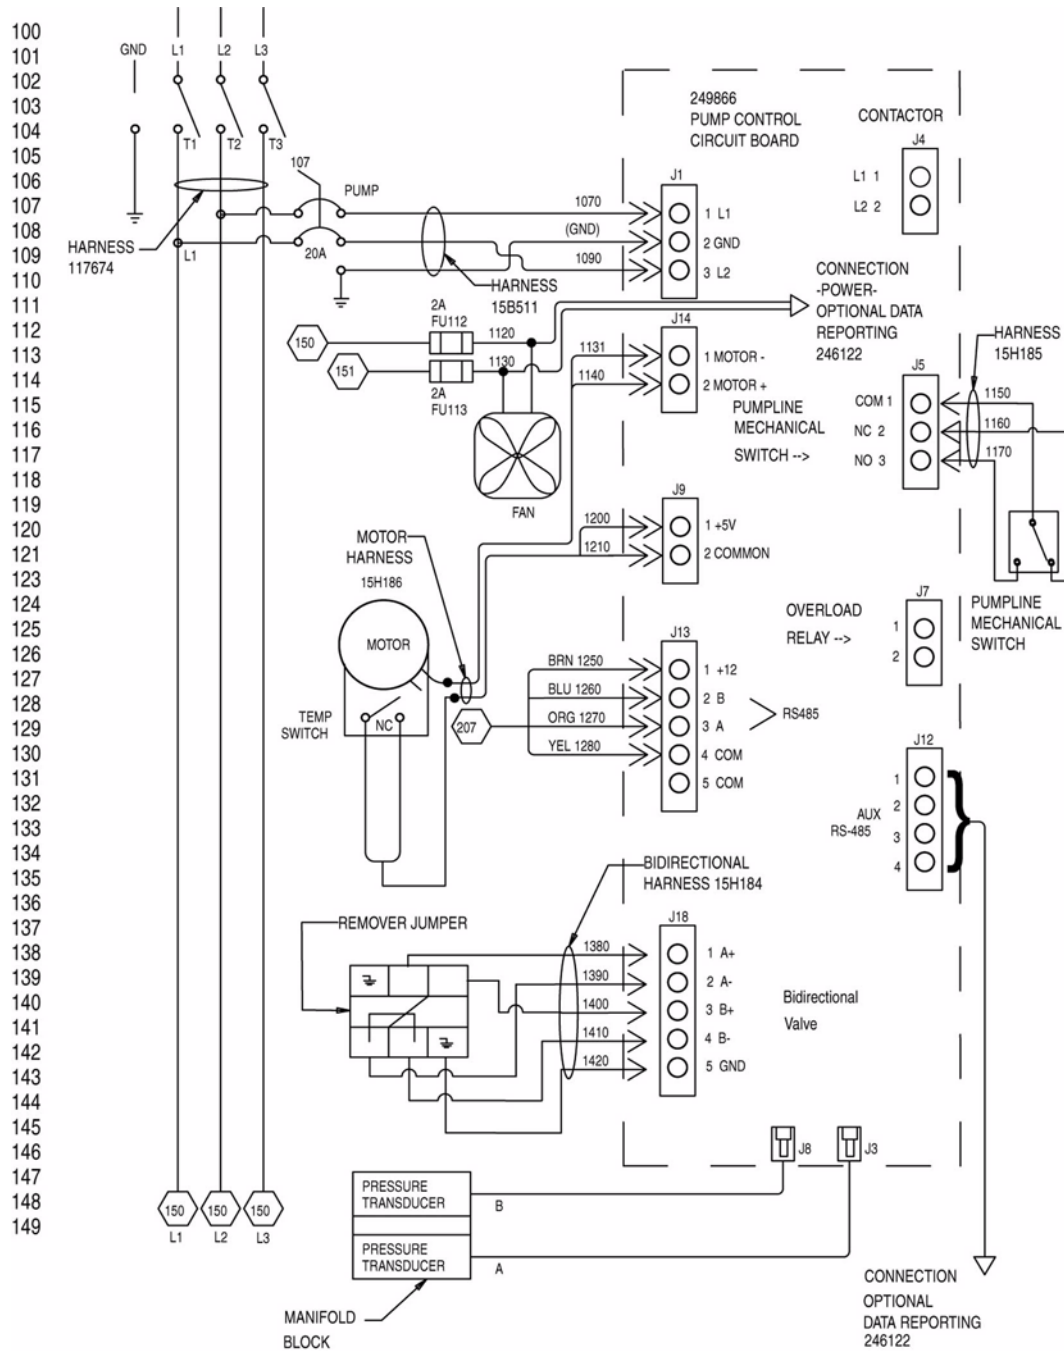 100
101
102
103
104
105
106
107
108
109
110
111
112
113
114
115
116
117
118
119
120
121
123
124
125
126
127
128
129
130
131
132
133
134
135
136
137
138
139
140
141
142
143
144
145
146
147
148
149
GND
L1
L2
L3
T1
T2
T3
107
PUMP
20A
L1
HARNESS
117674
HARNESS
15B511
1070
(GND)
1090
249866
PUMP CONTROL
CIRCUIT BOARD
J1
1 L1
2 GND
3 L2
CONTACTOR
J4
L1 1
L2 2
CONNECTION
-POWER-
OPTIONAL DATA
REPORTING
246122
2A
FU112
150
1120
151
1130
2A
FU113
FAN
J14
1131
1 MOTOR -
1140
2 MOTOR +
PUMPLINE
MECHANICAL
SWITCH -->
HARNESS
15H185
J5
COM 1
NC 2
NO 3
1150
1160
1170
PUMPLINE
MECHANICAL
SWITCH
J9
1200
1 +5V
1210
2 COMMON
MOTOR
HARNESS
15H186
MOTOR
TEMP
SWITCH
NC
207
OVERLOAD
RELAY -->
J7
1
2
J13
BRN 1250
1 +12
BLU 1260
2 B
ORG 1270
3 A
YEL 1280
4 COM
5 COM
RS485
J12
AUX
RS-485
1
2
3
4
BIDIRECTIONAL
HARNESS 15H184
REMOVER JUMPER
J18
1380
1 A+
1390
2 A-
1400
3 B+
1410
4 B-
1420
5 GND
Bidirectional
Valve
J8
J3
150
150
150
L1
L2
L3
PRESSURE
TRANSDUCER
B
PRESSURE
TRANSDUCER
A
MANIFOLD
BLOCK
CONNECTION
OPTIONAL
DATA REPORTING
246122